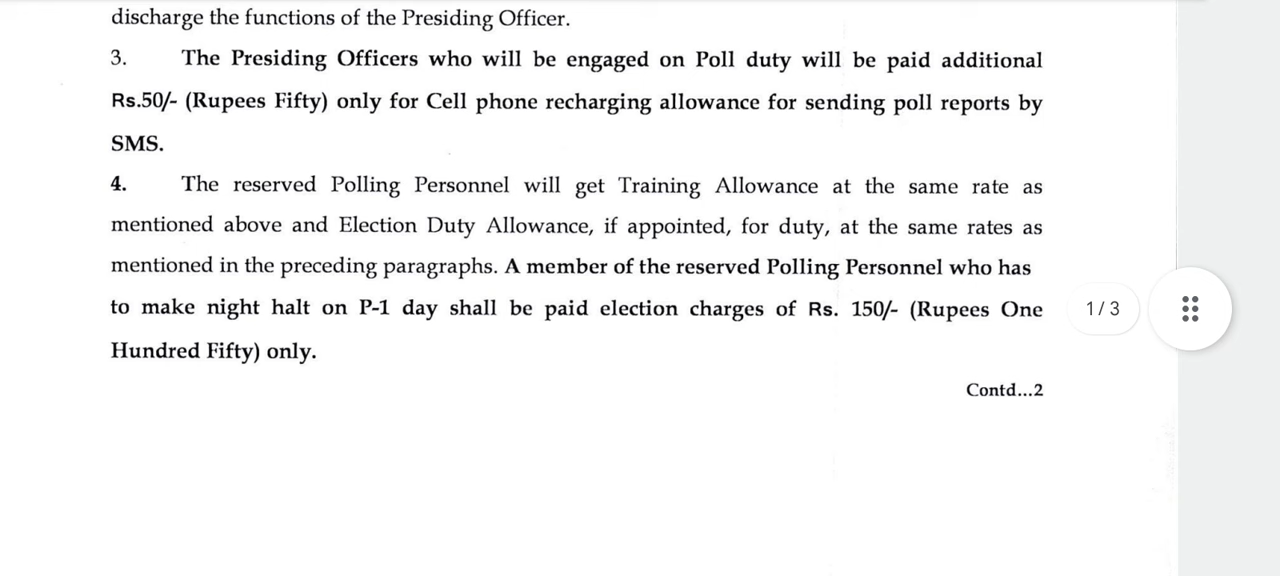 discharge the functions of the Presiding Officer.
3. The Presiding Officers who will be engaged on Poll duty will be paid additional
Rs.50/- (Rupees Fifty) only for Cell phone recharging allowance for sending poll reports by
SMS.
4. The reserved Polling Personnel will get Training Allowance at the same rate as
mentioned above and Election Duty Allowance, if appointed, for duty, at the same rates as
mentioned in the preceding paragraphs. A member of the reserved Polling Personnel who has
to make night halt on P-1 day shall be paid election charges of Rs. 150/- (Rupees One
Hundred Fifty) only.
Contd...2
1/3